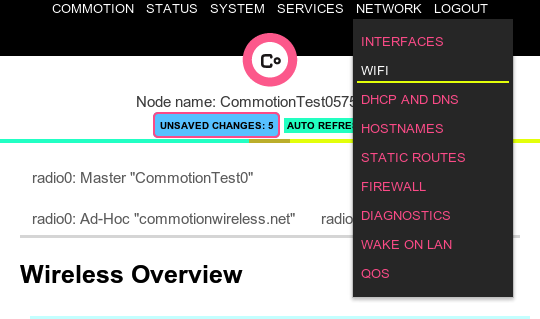 COMMOTION STATUS SYSTEM SERVICES NETWORK LOGOUT
INTERFACES
WIFI
DHCP AND DNS
HOSTNAMES
STATIC ROUTES
FIREWALL
DIAGNOSTICS
WAKE ON LAN
QOS
Co
Node name: CommotionTest0575
UNSAVED CHANGES: 5 AUTO REFRE
radio0: Master "CommotionTest0"
radio0: Ad-Hoc "commotionwireless.net" radio
Wireless Overview